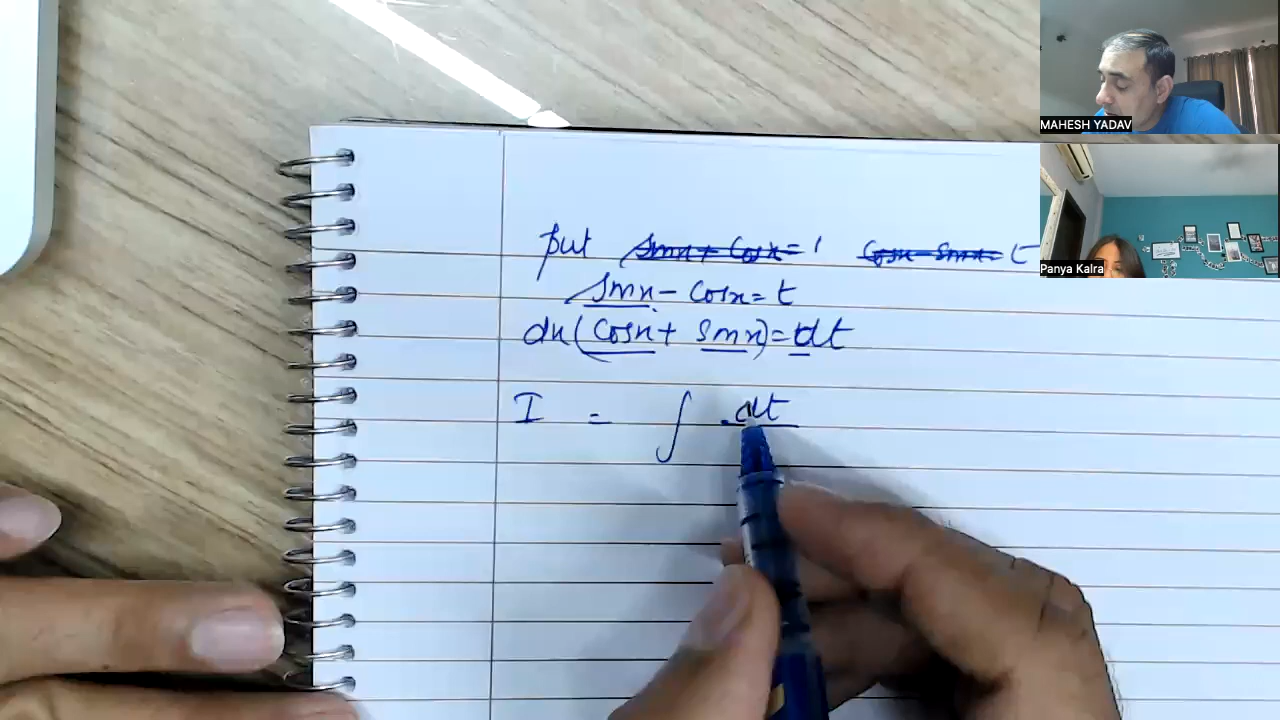 put sinx + cosx = 1 cosx - sinx = t
sinx - cosx = t
dx (cosx + sinx) = dt
I = ∫ dt
MAHESH YADAV
Panya Kalra